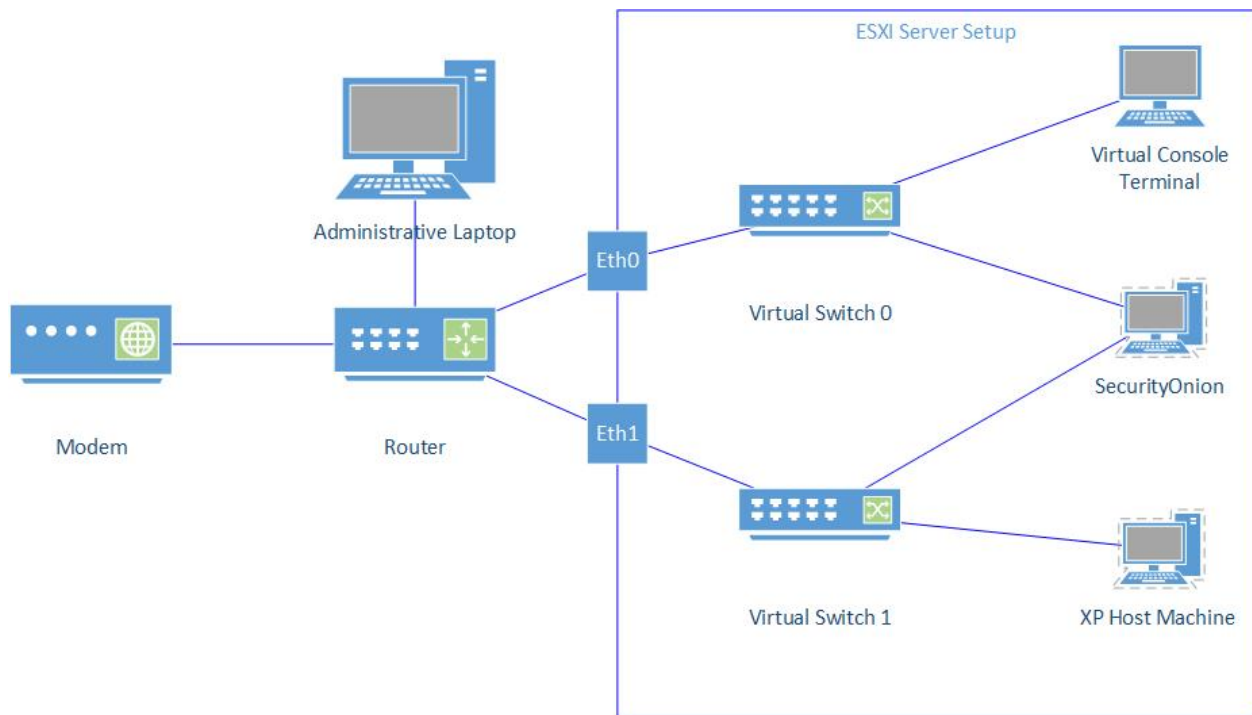 ESXI Server Setup
Virtual Console
Terminal
Administrative Laptop
Eth0
Virtual Switch 0
SecurityOnion
Modem
Router
Eth1
Virtual Switch 1
XP Host Machine